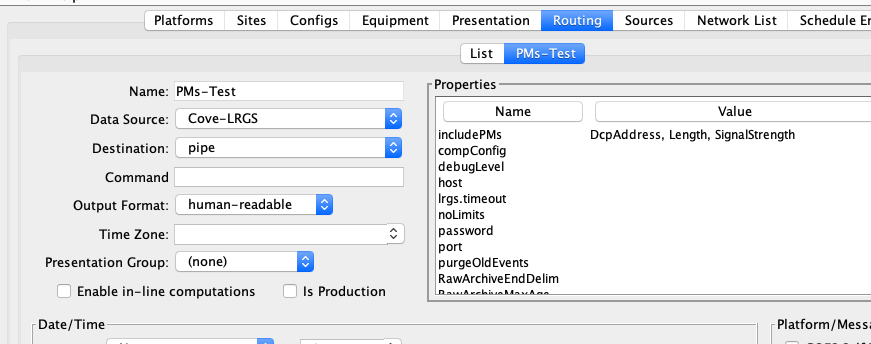 Platforms Sites Configs Equipment Presentation Routing Sources Network List Schedule
List PMs-Test
Name: PMs-Test
Data Source: Cove-LRGS
Destination: pipe
Command
Output Format: human-readable
Time Zone:
Presentation Group: (none)
Enable in-line computations Is Production
Properties
Name Value
includePMs DcpAddress, Length, SignalStrength
compConfig
debugLevel
host
lrgs.timeout
noLimits
password
port
purgeOldEvents
RawArchiveEndDelim
RawArchiveMaxAge
Date/Time
Platform/Messa